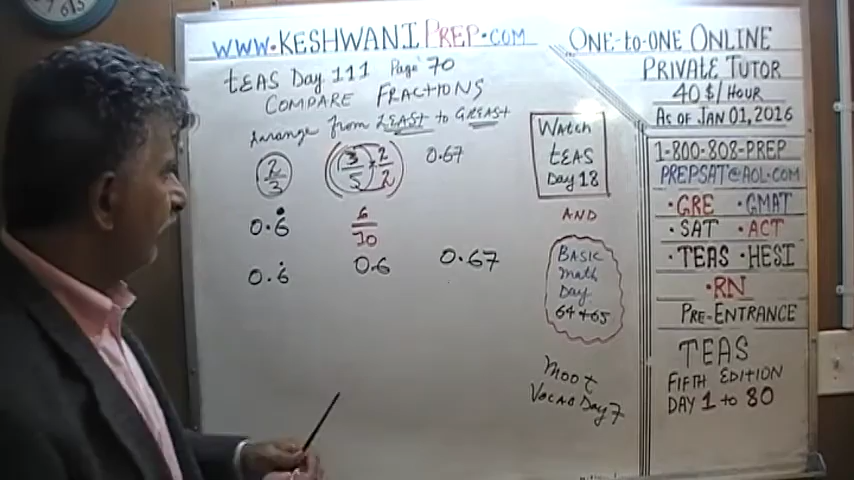 WWW.KESHWANIPREP.COM
TEAS Day 111 Page 70
COMPARE FRACTIONS
Arrange from LEAST to GREAST
2/3 (3/5 × 2/2) 0.67
0.6̇ 6/10
0.6̇ 0.6 0.67
Watch
TEAS
Day 18
AND
BASIC
Math
Day
64+65
Moot
VOCAB Day 7
ONE-to-ONE ONLINE
PRIVATE TUTOR
40 $/HOUR
AS OF JAN 01, 2016
1-800-808-PREP
PREPSAT@AOL.COM
•GRE •GMAT
•SAT •ACT
•TEAS •HESI
•RN
PRE-ENTRANCE
TEAS
FIFTH EDITION
DAY 1 to 80